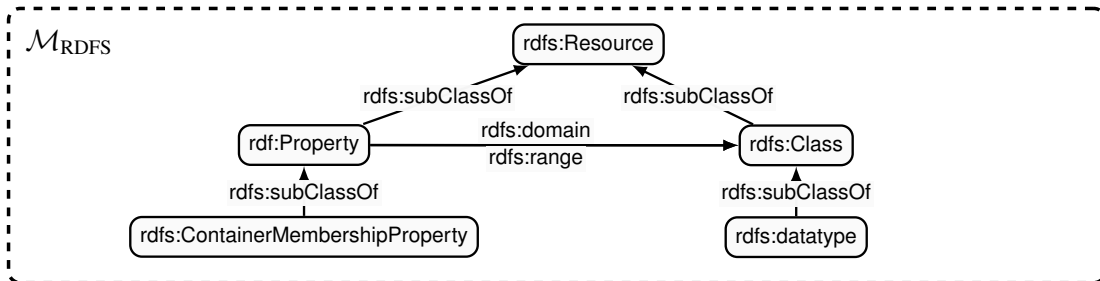 M_RDFS
rdfs:Resource
rdfs:subClassOf
rdfs:subClassOf
rdf:Property
rdfs:domain
rdfs:range
rdfs:Class
rdfs:subClassOf
rdfs:subClassOf
rdfs:ContainerMembershipProperty
rdfs:datatype